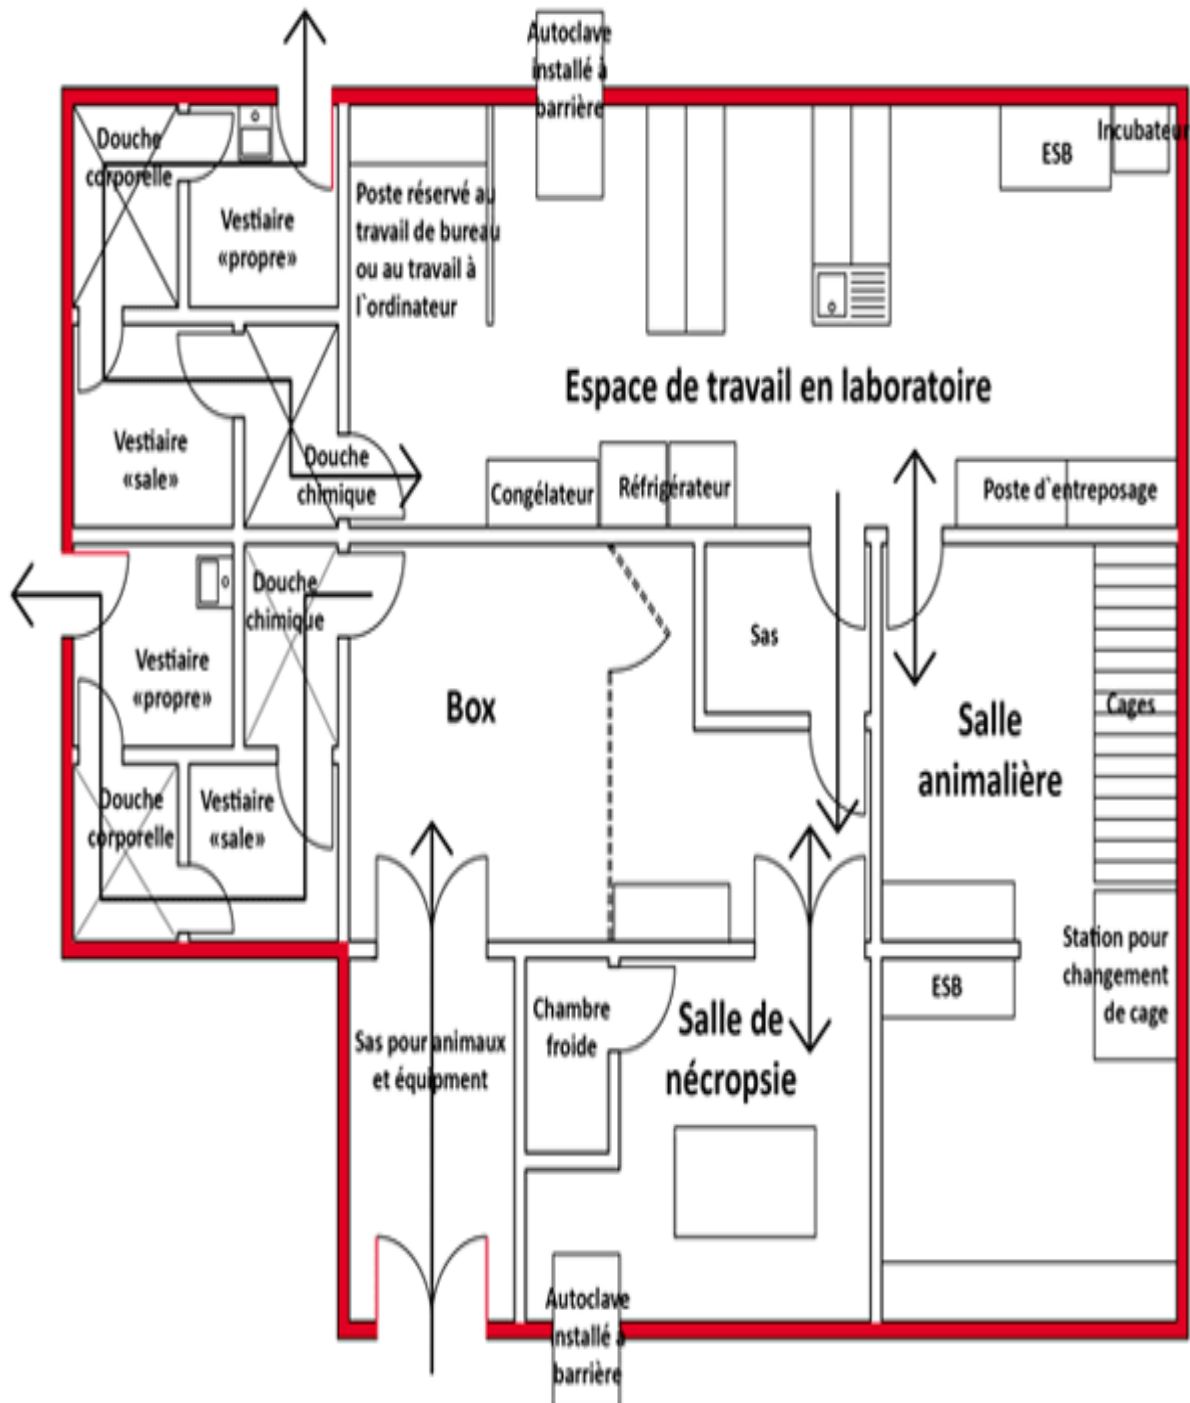 Autoclave
installé à
barrière
Douche
corporelle
Vestiaire
«propre»
Poste réservé au
travail de bureau
ou au travail à
l`ordinateur
ESB
Incubateur
Espace de travail en laboratoire
Vestiaire
«sale»
Douche
chimique
Congélateur
Réfrigérateur
Poste d`entreposage
Douche
chimique
Vestiaire
«propre»
Box
Sas
Salle
animalière
Cages
Douche
corporelle
Vestiaire
«sale»
Sas pour animaux
et équipment
Chambre
froide
Salle de
nécropsie
ESB
Station pour
changement
de cage
Autoclave
installé à
barrière